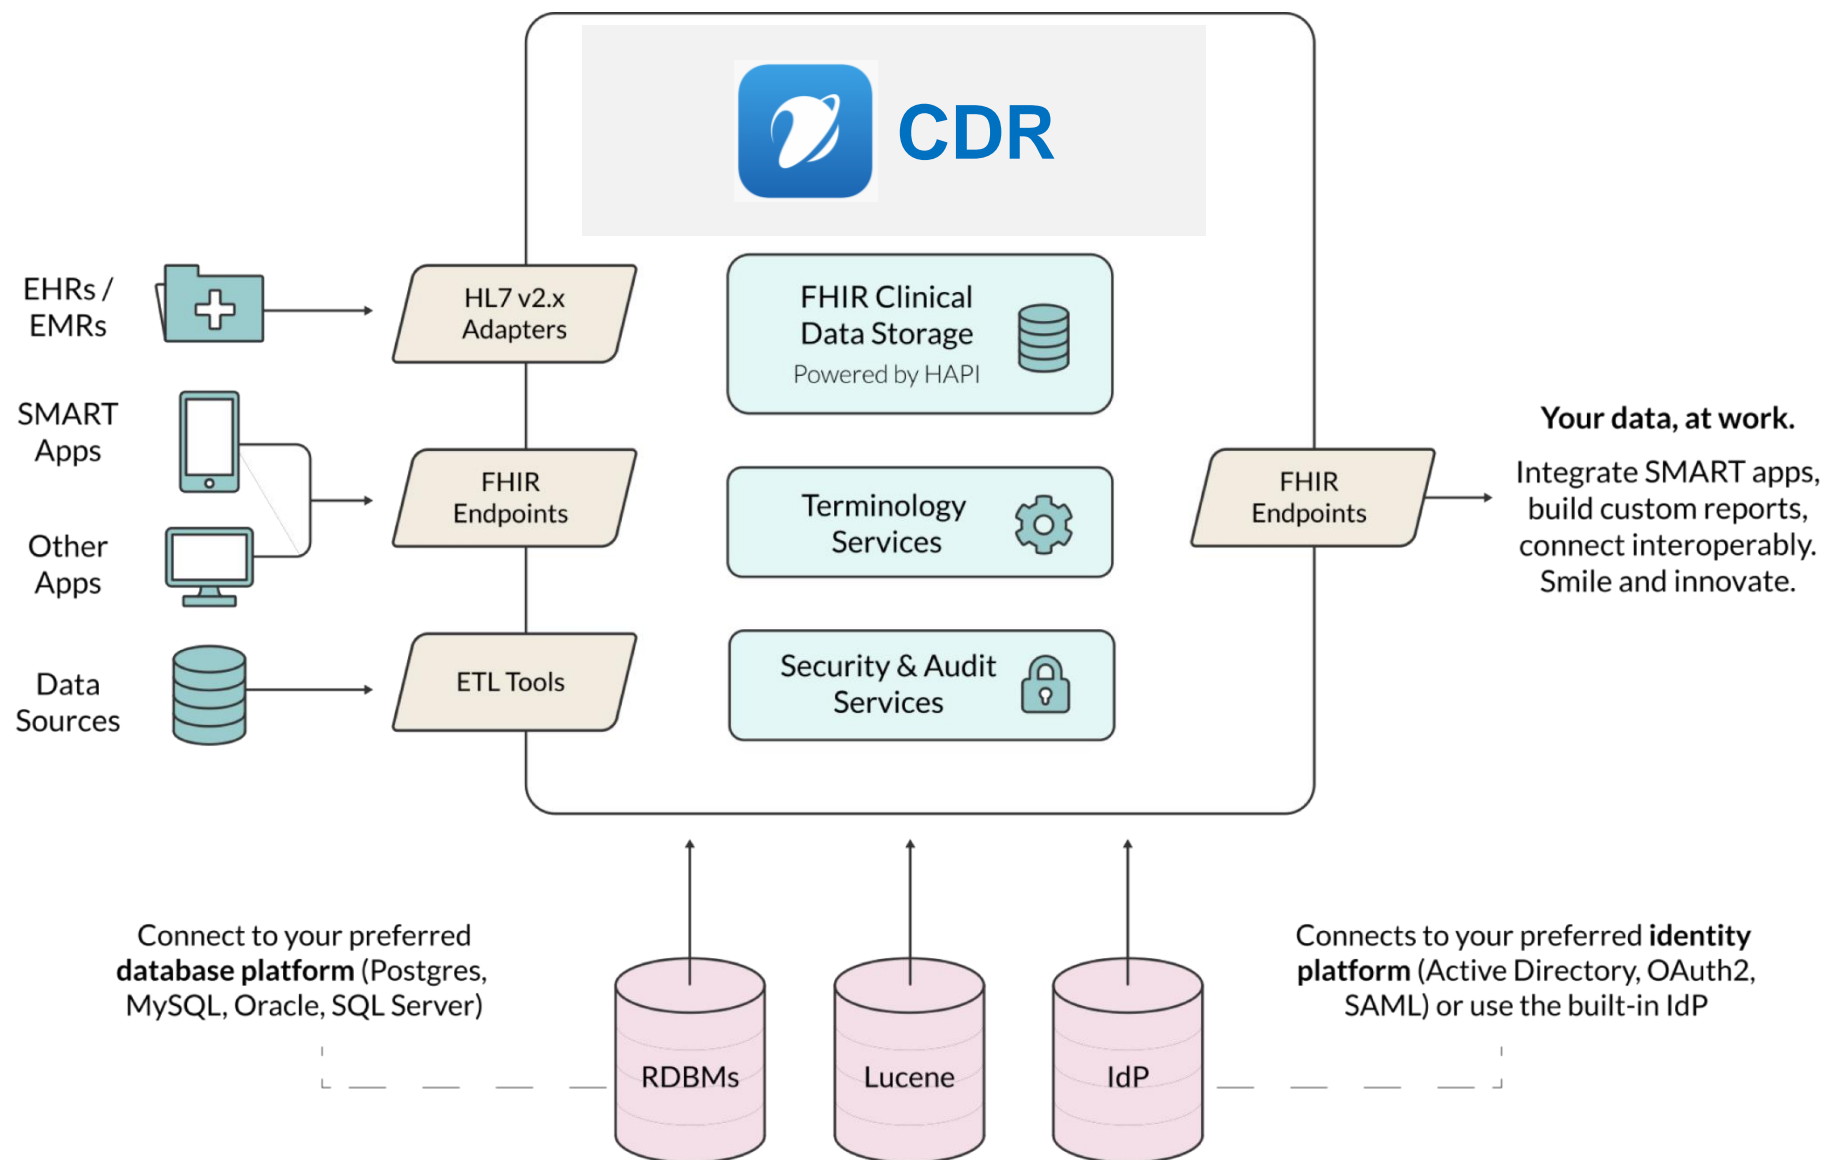 CDR
EHRs /
EMRs
HL7 v2.x
Adapters
FHIR Clinical
Data Storage
Powered by HAPI
SMART
Apps
FHIR
Endpoints
Other
Apps
Terminology
Services
FHIR
Endpoints
Your data, at work.
Integrate SMART apps,
build custom reports,
connect interoperably.
Smile and innovate.
Data
Sources
ETL Tools
Security & Audit
Services
Connect to your preferred
database platform (Postgres,
MySQL, Oracle, SQL Server)
RDBMs
Lucene
IdP
Connects to your preferred identity
platform (Active Directory, OAuth2,
SAML) or use the built-in IdP